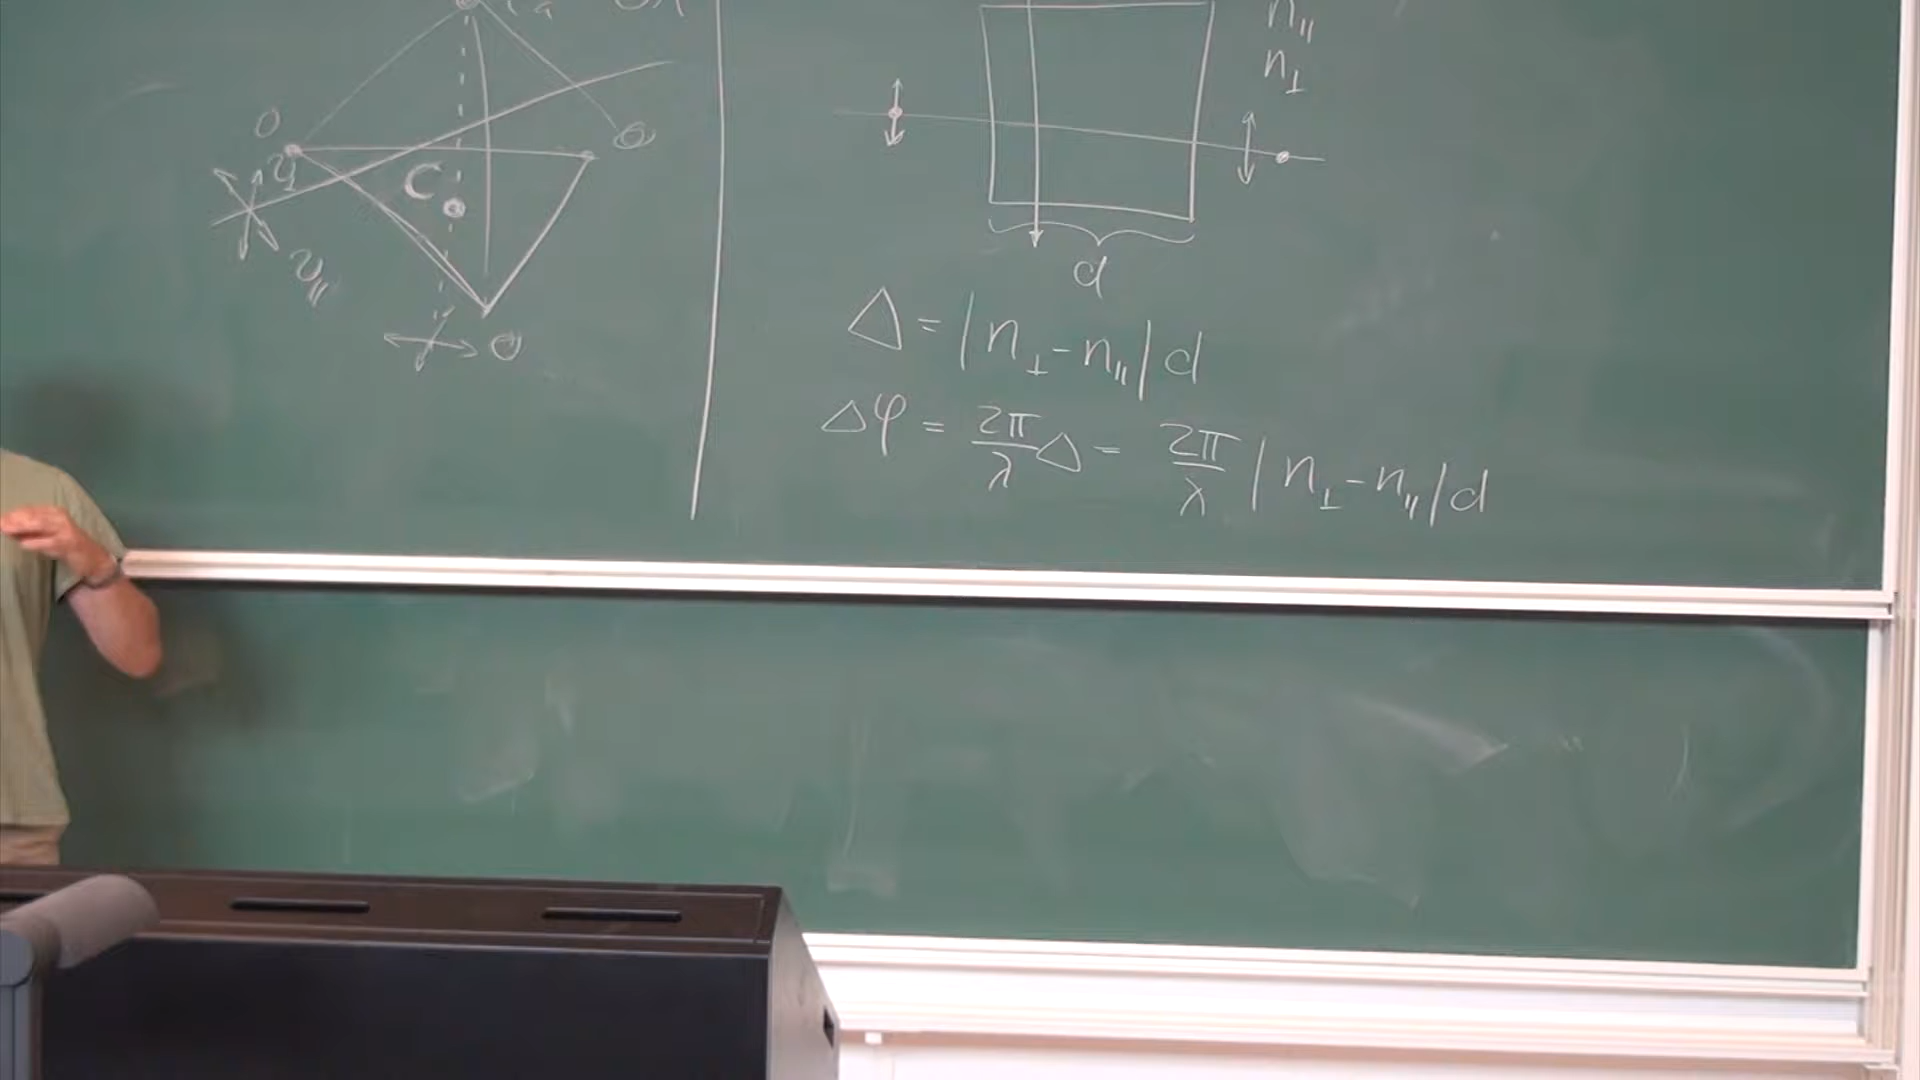 O
C
O
O
n∥
n⊥
d
Δ = |n⊥ - n∥| d
Δφ = 2π/λ Δ = 2π/λ |n⊥ - n∥| d